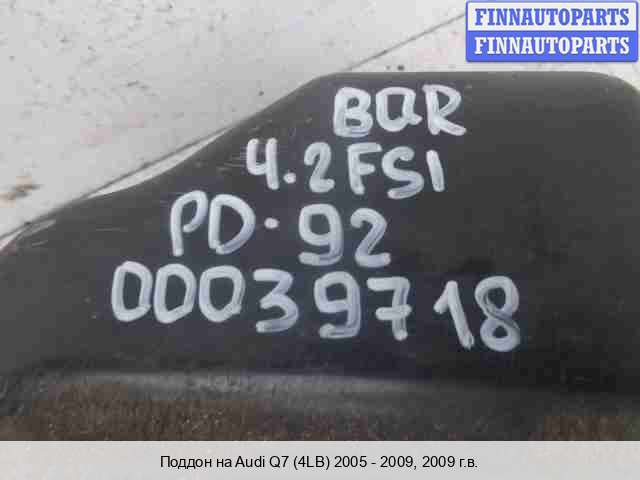 FINNAUTOPARTS
FINNAUTOPARTS
BAR
4.2FSI
PD·92
00039718
Поддон на Audi Q7 (4LB) 2005 - 2009, 2009 г.в.